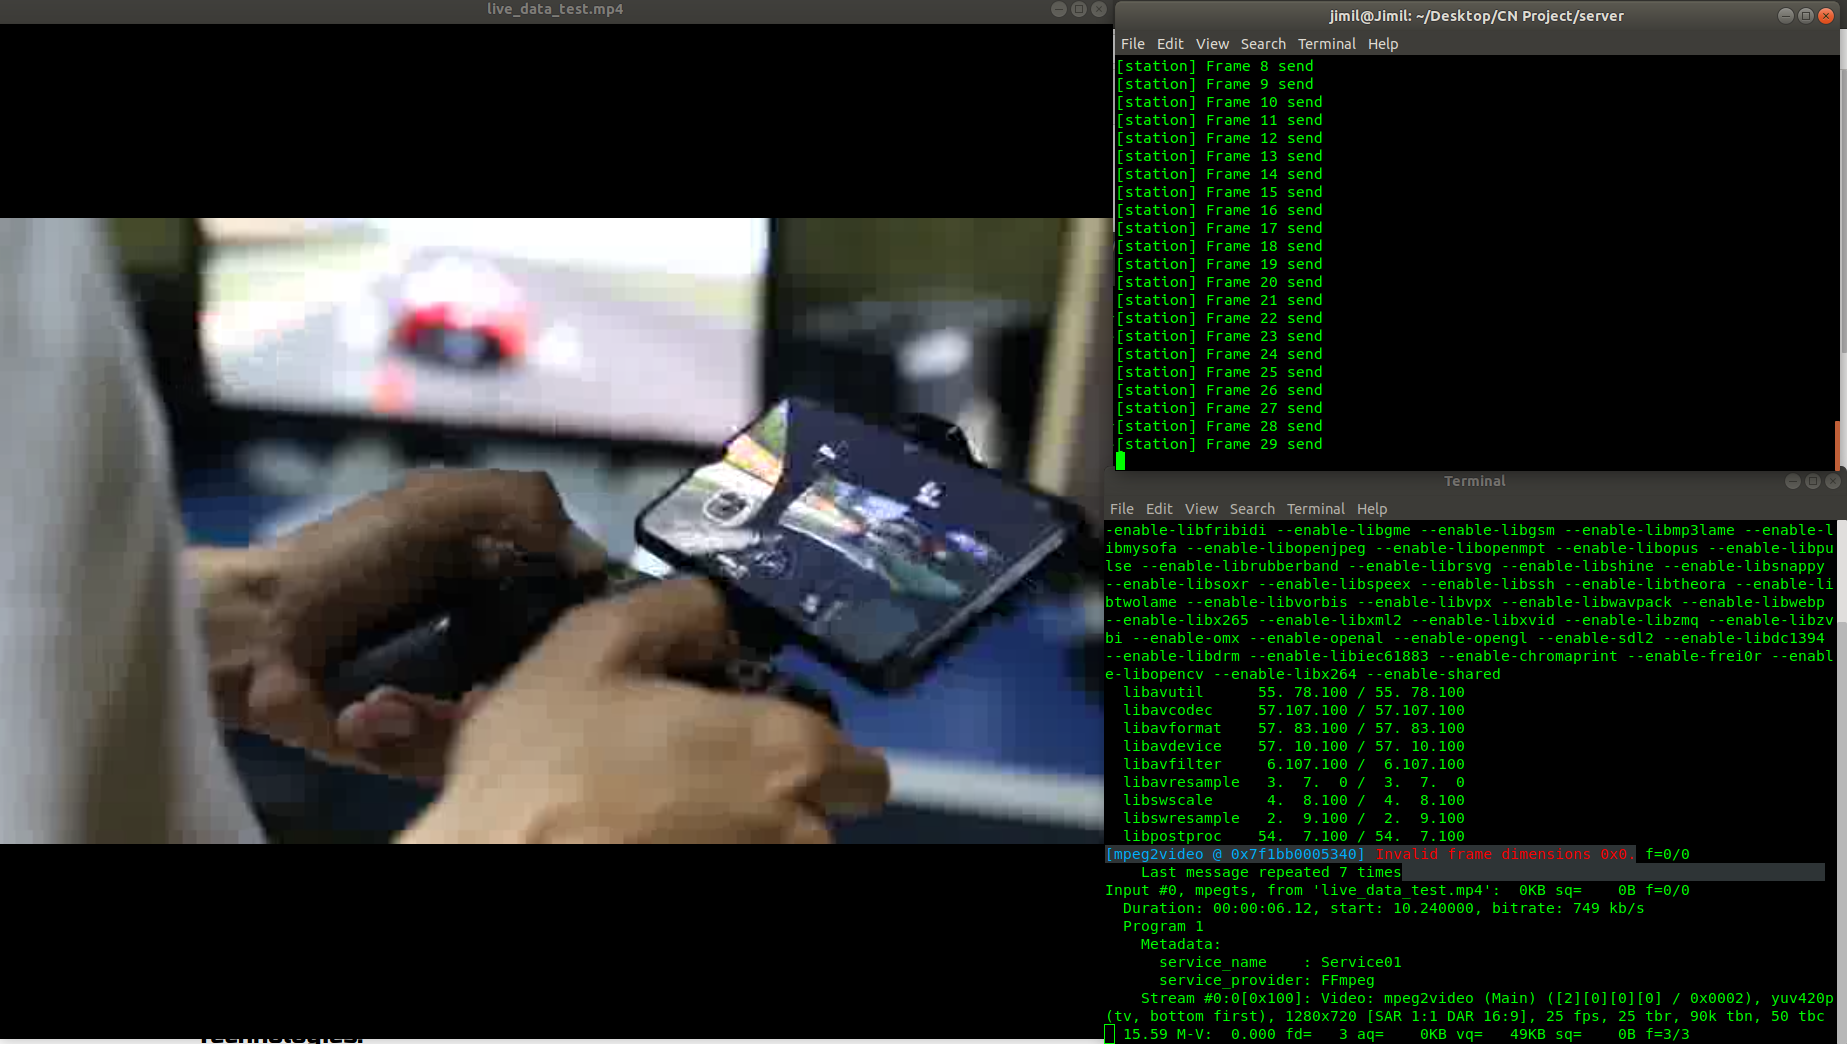 live_data_test.mp4
jimil@Jimil: ~/Desktop/CN Project/server
File Edit View Search Terminal Help
[station] Frame 8 send
[station] Frame 9 send
[station] Frame 10 send
[station] Frame 11 send
[station] Frame 12 send
[station] Frame 13 send
[station] Frame 14 send
[station] Frame 15 send
[station] Frame 16 send
[station] Frame 17 send
[station] Frame 18 send
[station] Frame 19 send
[station] Frame 20 send
[station] Frame 21 send
[station] Frame 22 send
[station] Frame 23 send
[station] Frame 24 send
[station] Frame 25 send
[station] Frame 26 send
[station] Frame 27 send
[station] Frame 28 send
[station] Frame 29 send
Terminal
File Edit View Search Terminal Help
-enable-libfribidi --enable-libgme --enable-libgsm --enable-libmp3lame --enable-l
ibmysofa --enable-libopenjpeg --enable-libopenmpt --enable-libopus --enable-libpu
lse --enable-librubberband --enable-librsvg --enable-libshine --enable-libsnappy
--enable-libsoxr --enable-libspeex --enable-libssh --enable-libtheora --enable-li
btwolame --enable-libvorbis --enable-libvpx --enable-libwavpack --enable-libwebp
--enable-libx265 --enable-libxml2 --enable-libxvid --enable-libzmq --enable-libzv
bi --enable-omx --enable-openal --enable-opengl --enable-sdl2 --enable-libdc1394
--enable-libdrm --enable-libiec61883 --enable-chromaprint --enable-frei0r --enabl
e-libopencv --enable-libx264 --enable-shared
libavutil 55. 78.100 / 55. 78.100
libavcodec 57.107.100 / 57.107.100
libavformat 57. 83.100 / 57. 83.100
libavdevice 57. 10.100 / 57. 10.100
libavfilter 6.107.100 / 6.107.100
libavresample 3. 7. 0 / 3. 7. 0
libswscale 4. 8.100 / 4. 8.100
libswresample 2. 9.100 / 2. 9.100
libpostproc 54. 7.100 / 54. 7.100
[mpeg2video @ 0x7f1bb0005340] Invalid frame dimensions 0x0. f=0/0
Last message repeated 7 times
Input #0, mpegts, from 'live_data_test.mp4': 0KB sq= 0B f=0/0
Duration: 00:00:06.12, start: 10.240000, bitrate: 749 kb/s
Program 1
Metadata:
service_name : Service01
service_provider: FFmpeg
Stream #0:0[0x100]: Video: mpeg2video (Main) ([2][0][0][0] / 0x0002), yuv420p
(tv, bottom first), 1280x720 [SAR 1:1 DAR 16:9], 25 fps, 25 tbr, 90k tbn, 50 tbc
15.59 M-V: 0.000 fd= 3 aq= 0KB vq= 49KB sq= 0B f=3/3